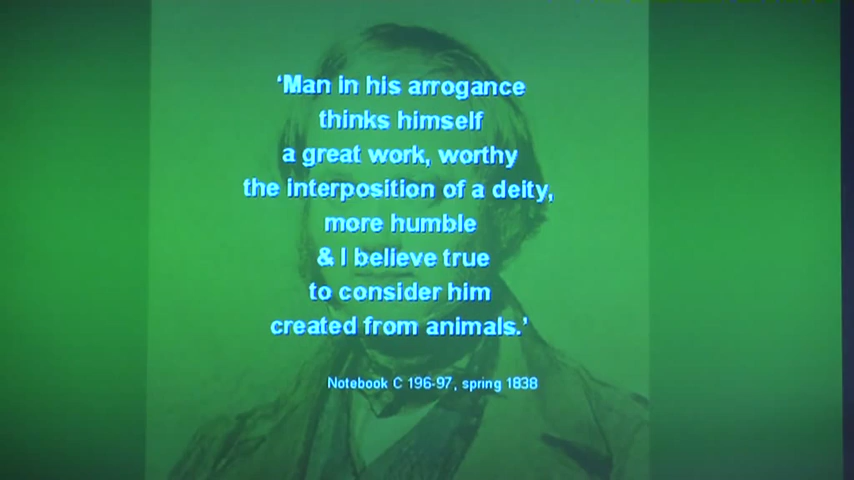 ‘Man in his arrogance
thinks himself
a great work, worthy
the interposition of a deity,
more humble
& I believe true
to consider him
created from animals.’
Notebook C 196-97, spring 1838